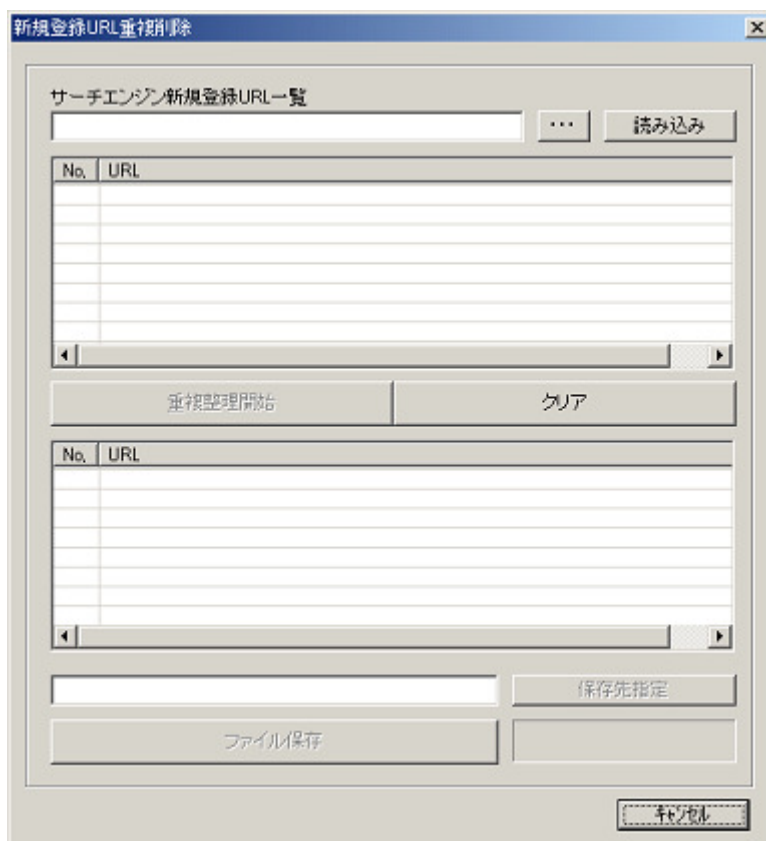 新規登録URL重複削除
サーチエンジン新規登録URL一覧
... 読み込み
No. URL
重複整理開始 クリア
No. URL
保存先指定
ファイル保存
キャンセル